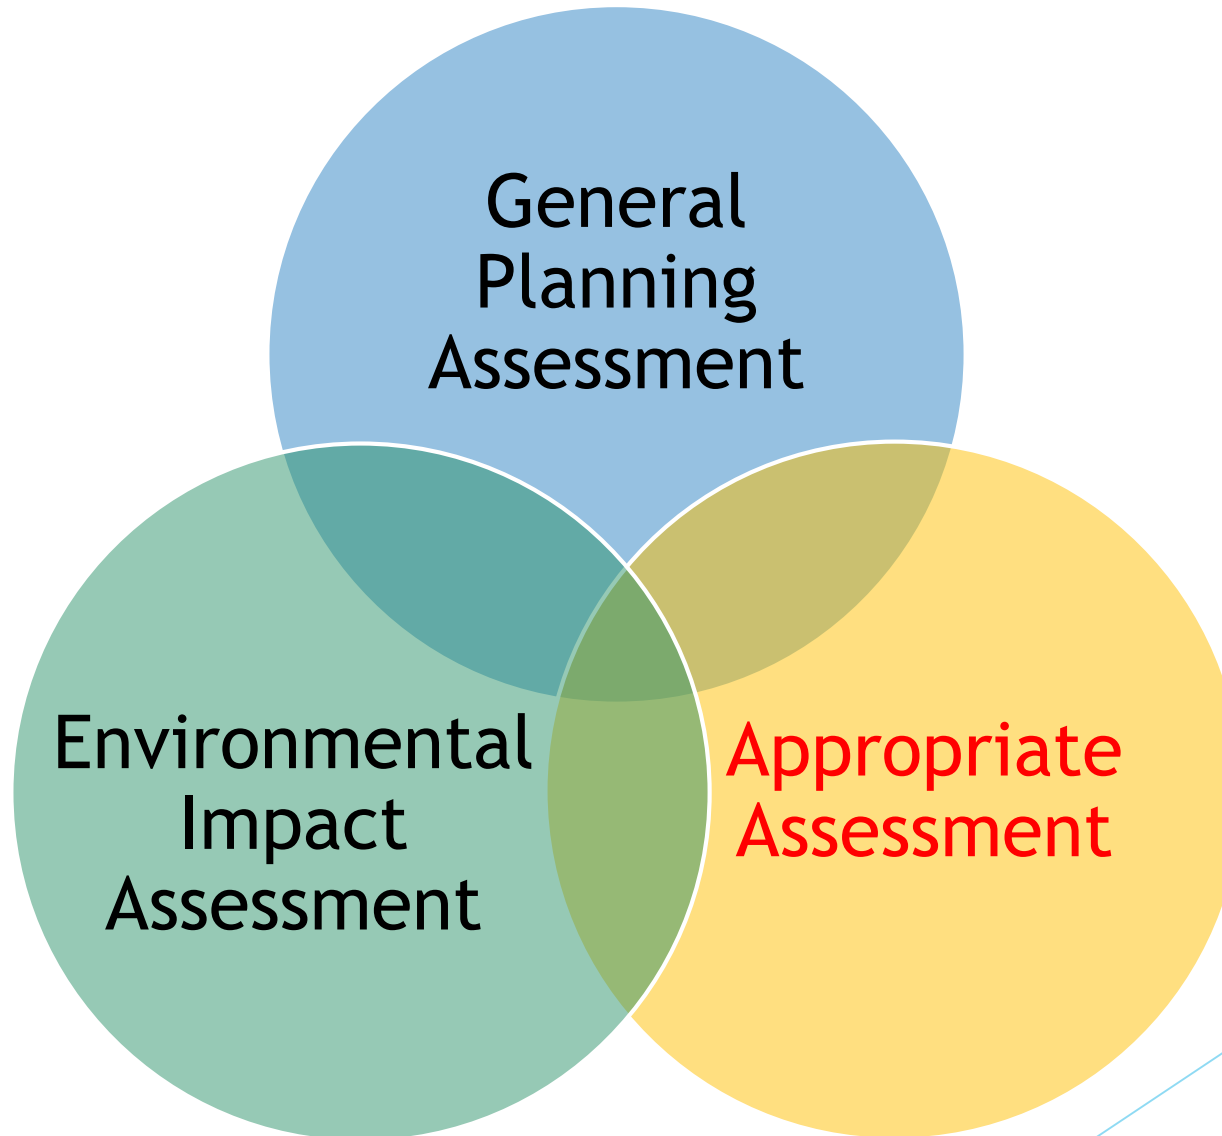 General
Planning
Assessment
Environmental
Impact
Assessment
Appropriate
Assessment